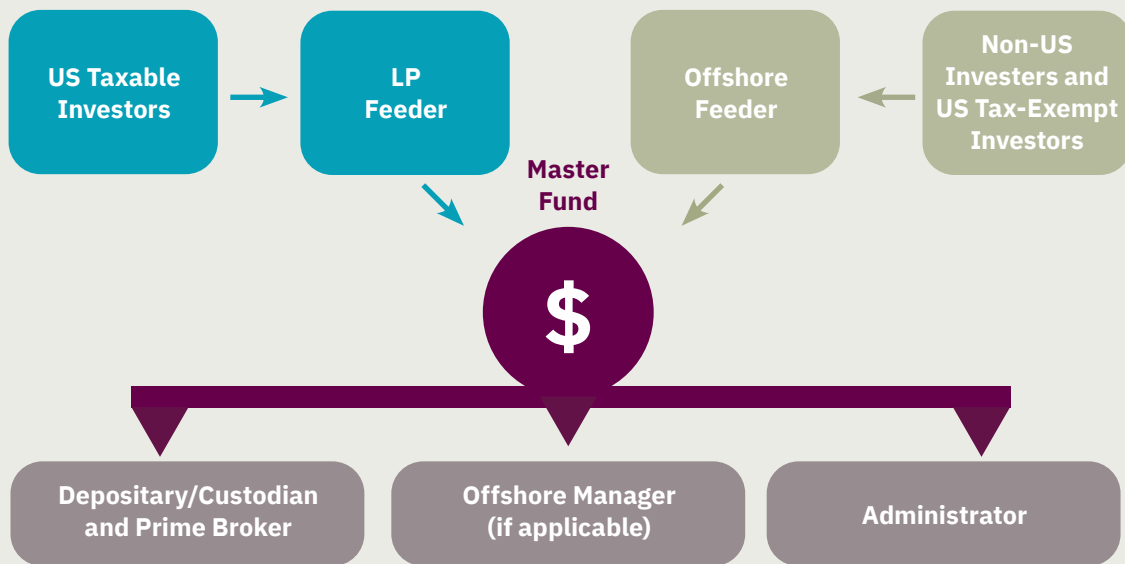 US Taxable
Investors
LP
Feeder
Offshore
Feeder
Non-US
Investers and
US Tax-Exempt
Investors
Master
Fund
$
Depositary/Custodian
and Prime Broker
Offshore Manager
(if applicable)
Administrator